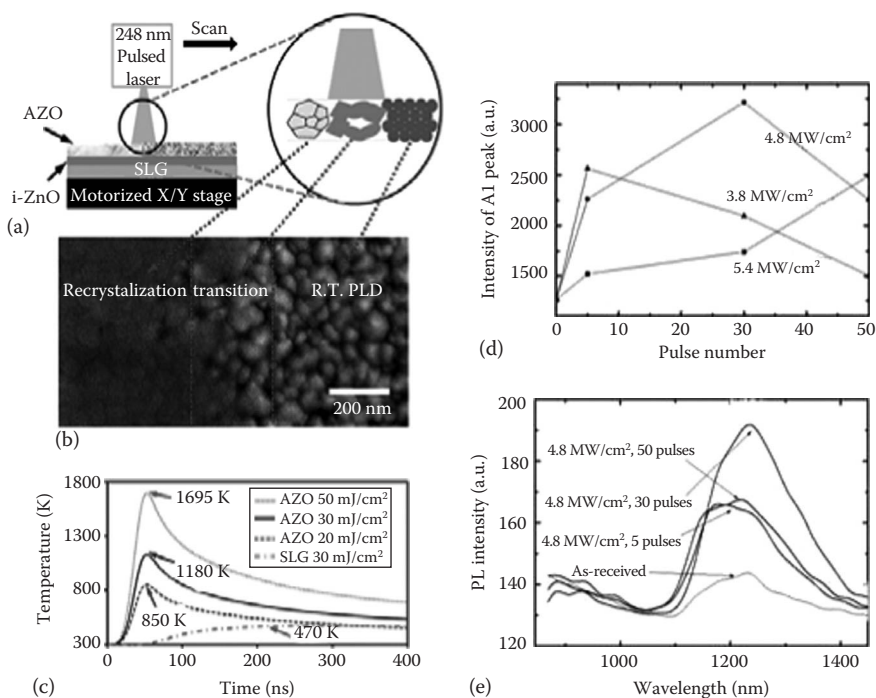 248 nm
Pulsed
laser
Scan
AZO
i-ZnO
SLG
Motorized X/Y stage
(a)
Recrystalization transition
R.T. PLD
200 nm
(b)
Temperature (K)
1800
1300
800
300
1695 K
1180 K
850 K
470 K
AZO 50 mJ/cm²
AZO 30 mJ/cm²
AZO 20 mJ/cm²
SLG 30 mJ/cm²
0
100
200
300
400
Time (ns)
(c)
Intensity of A1 peak (a.u.)
3250
2500
1750
1500
4.8 MW/cm²
3.8 MW/cm²
5.4 MW/cm²
0
10
20
30
40
50
Pulse number
(d)
PL intensity (a.u.)
200
190
180
160
140
130
120
4.8 MW/cm², 50 pulses
4.8 MW/cm², 30 pulses
4.8 MW/cm², 5 pulses
As-received
1000
1200
1400
1450
Wavelength (nm)
(e)